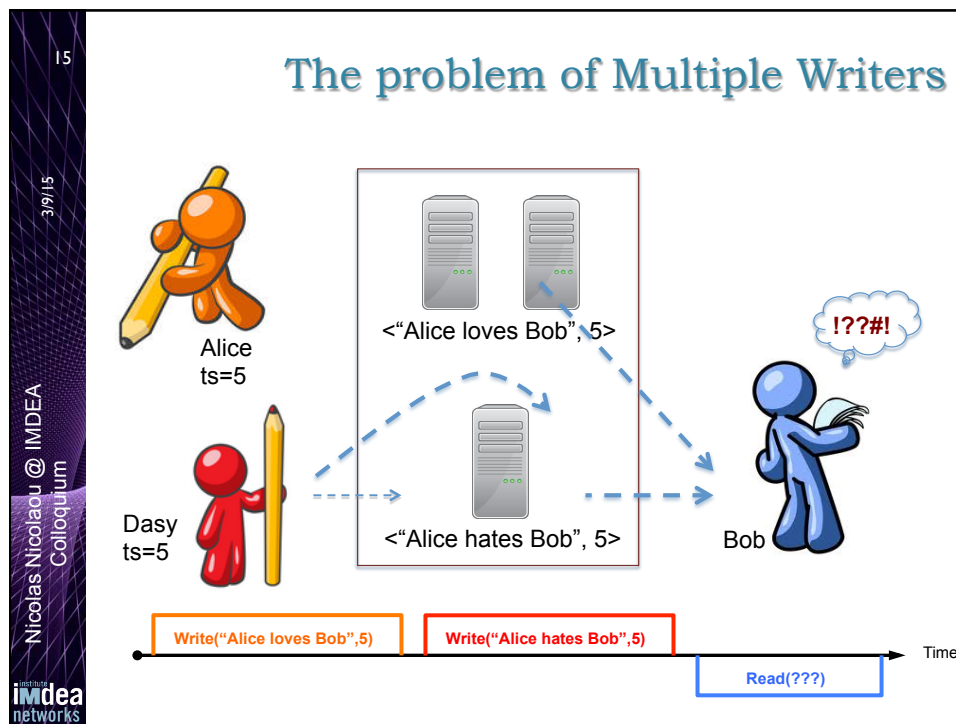 15
3/9/15
Nicolas Nicolaou @ IMDEA
Colloquium
institute
iMdea
networks
The problem of Multiple Writers
Alice
ts=5
<“Alice loves Bob”, 5>
!??#!
Dasy
ts=5
<“Alice hates Bob”, 5>
Bob
Write(“Alice loves Bob”,5)
Write(“Alice hates Bob”,5)
Time
Read(???)